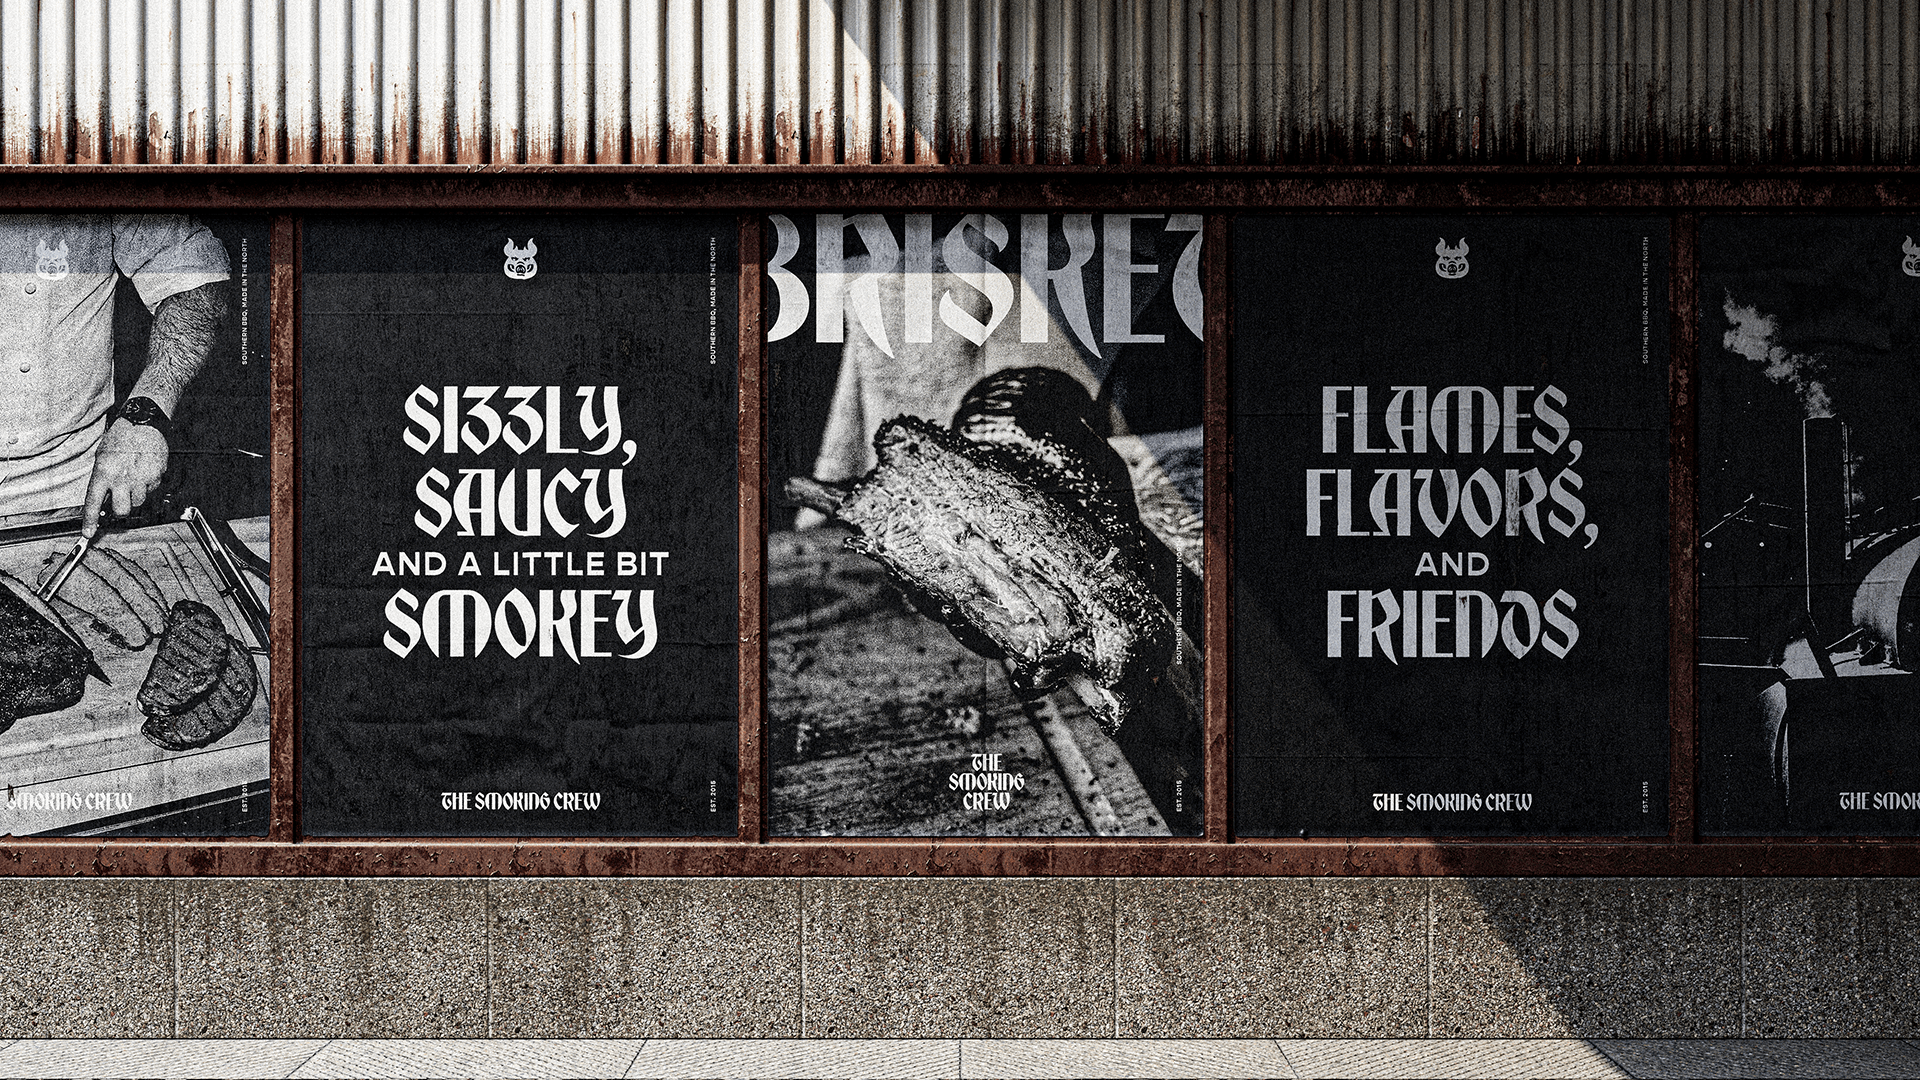 SOUTHERN BBQ, MADE IN THE NORTH
SMOKING CREW
EST. 2015
SIZZLY,
SAUCY
AND A LITTLE BIT
SMOKEY
THE SMOKING CREW
SOUTHERN BBQ, MADE IN THE NORTH
EST. 2015
BRISKET
THE
SMOKING
CREW
SOUTHERN BBQ, MADE IN THE
EST. 2015
FLAMES,
FLAVORS,
AND
FRIENDS
THE SMOKING CREW
SOUTHERN BBQ, MADE IN THE NORTH
EST. 2015
THE SMOK